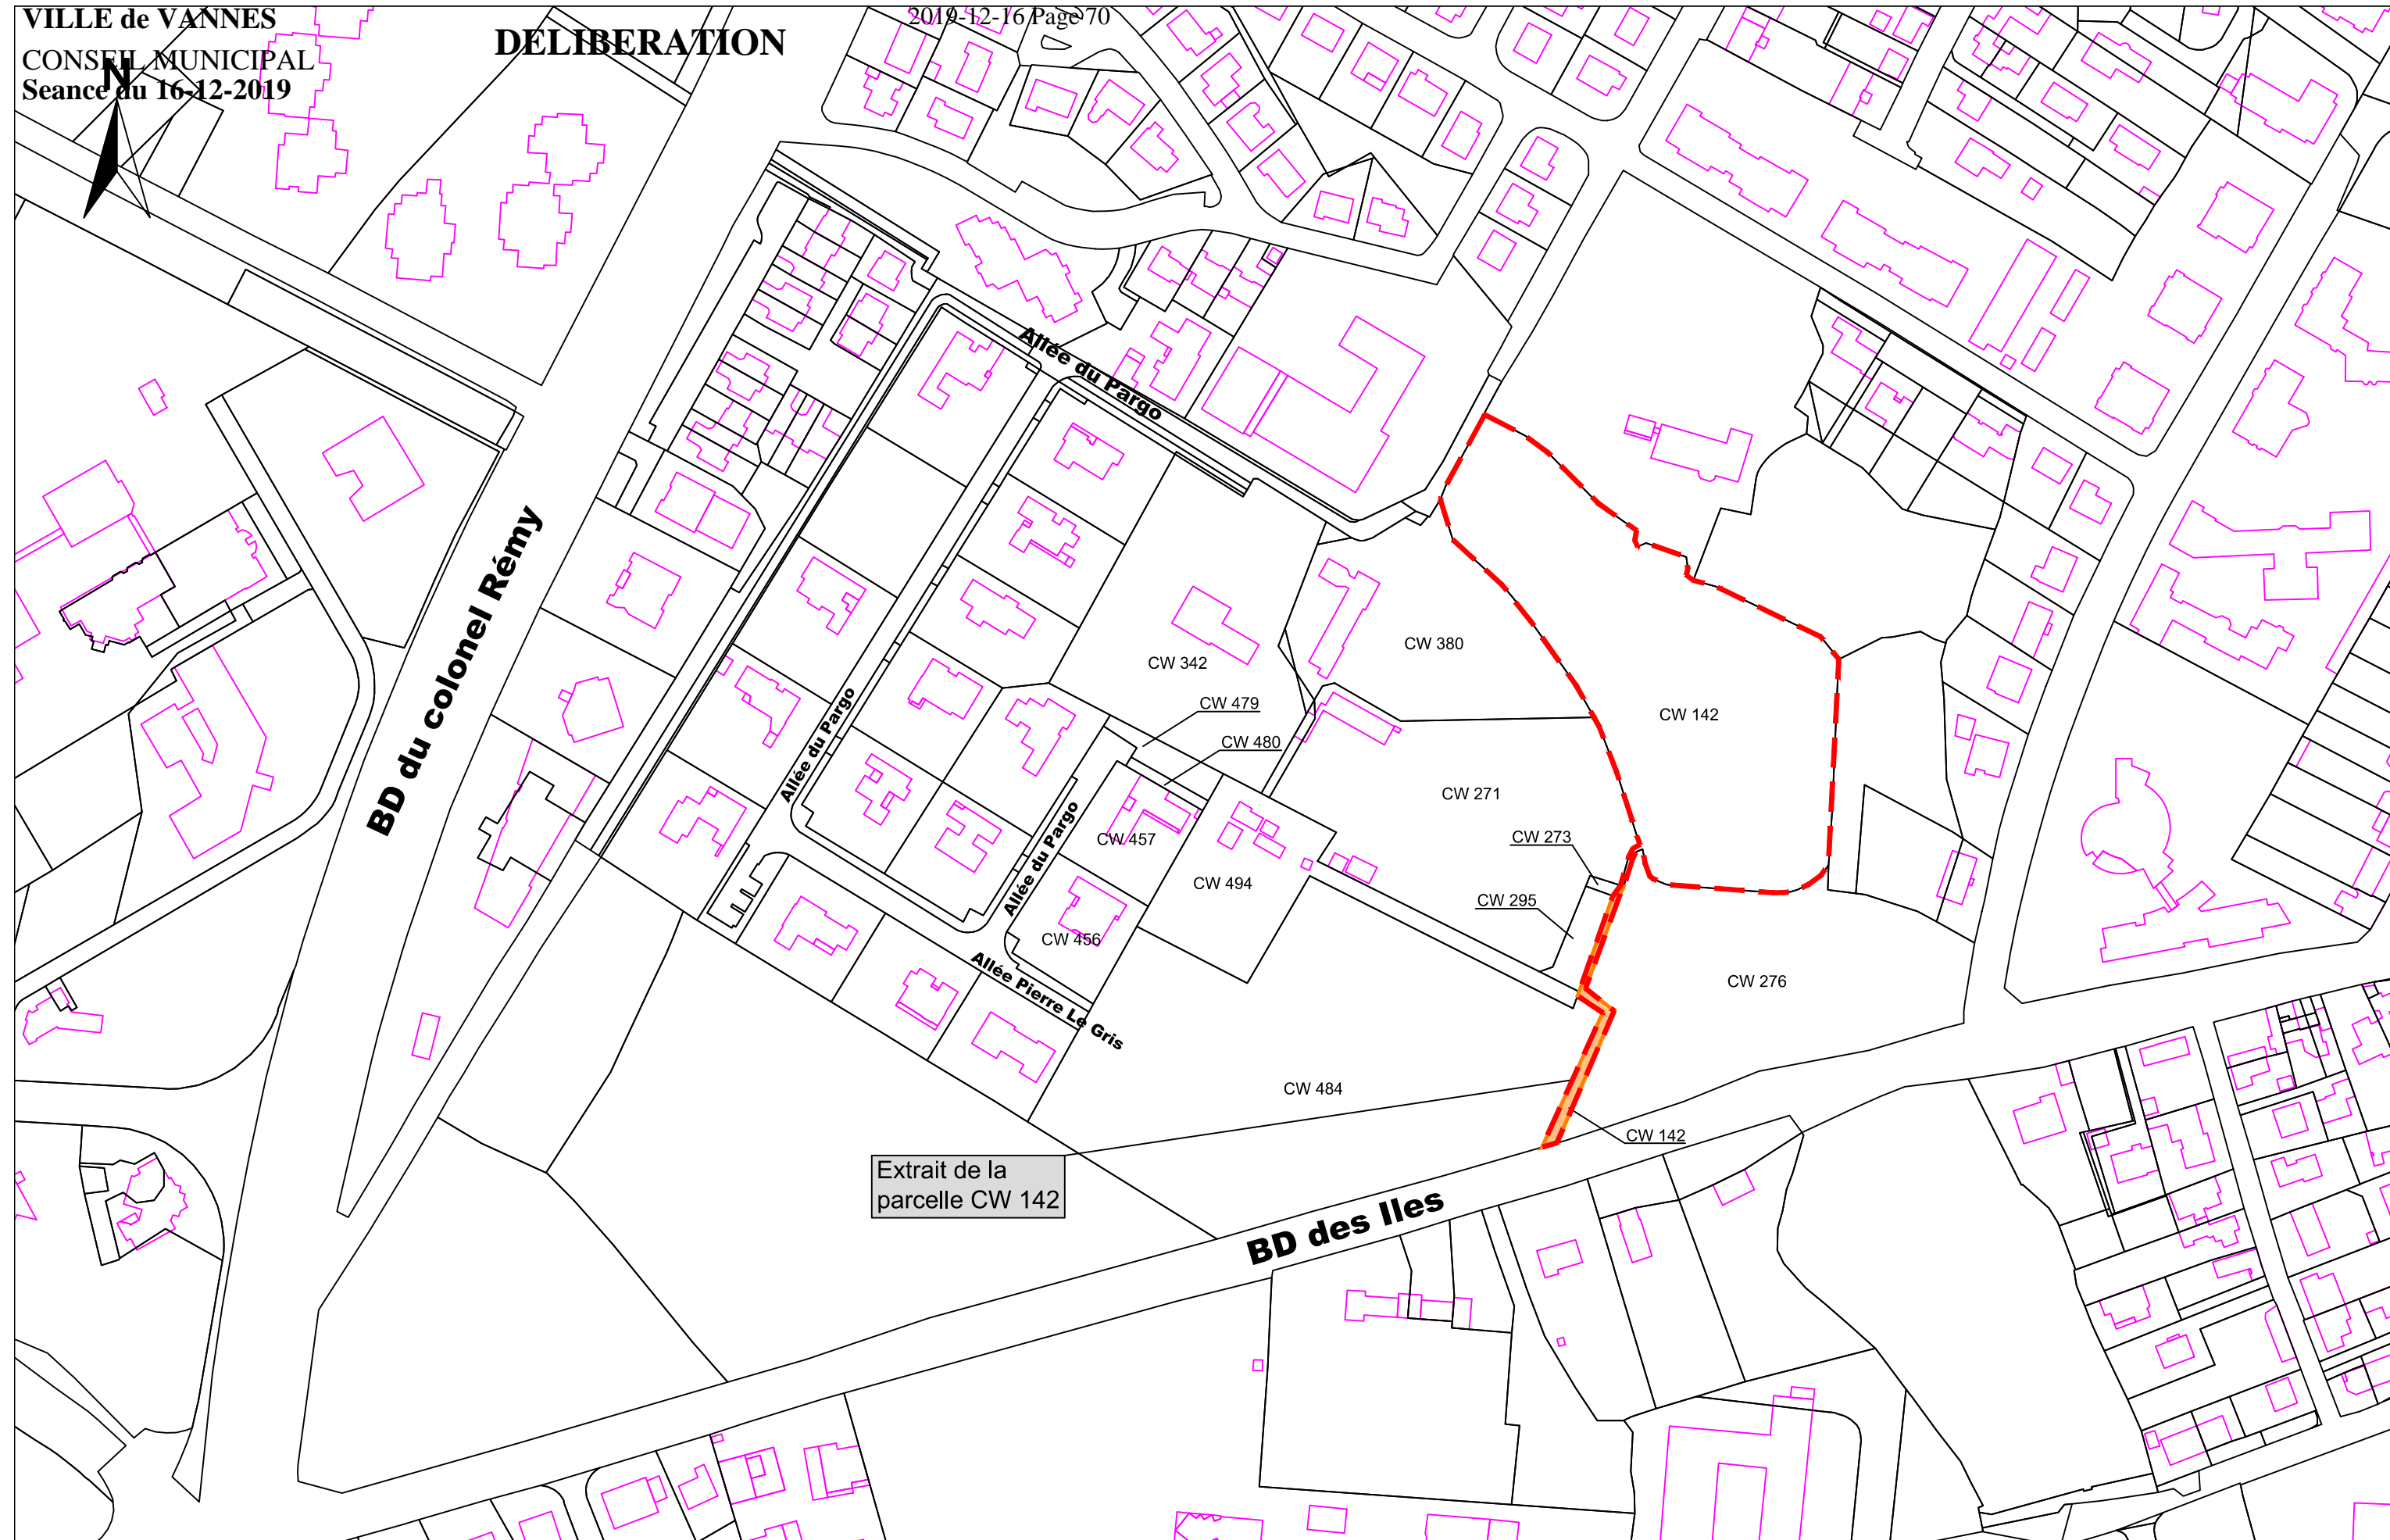 VILLE de VANNES
2019-12-16 Page 70
DELIBERATION
CONSEIL MUNICIPAL
Seance du 16-12-2019
N
Allée du Pargo
BD du colonel Rémy
CW 380
CW 342
CW 479
CW 142
CW 480
Allée du Pargo
CW 271
CW 457
CW 273
Allée du Pargo
CW 494
CW 295
CW 456
Allée Pierre Le Gris
CW 276
CW 484
CW 142
Extrait de la
parcelle CW 142
BD des Iles